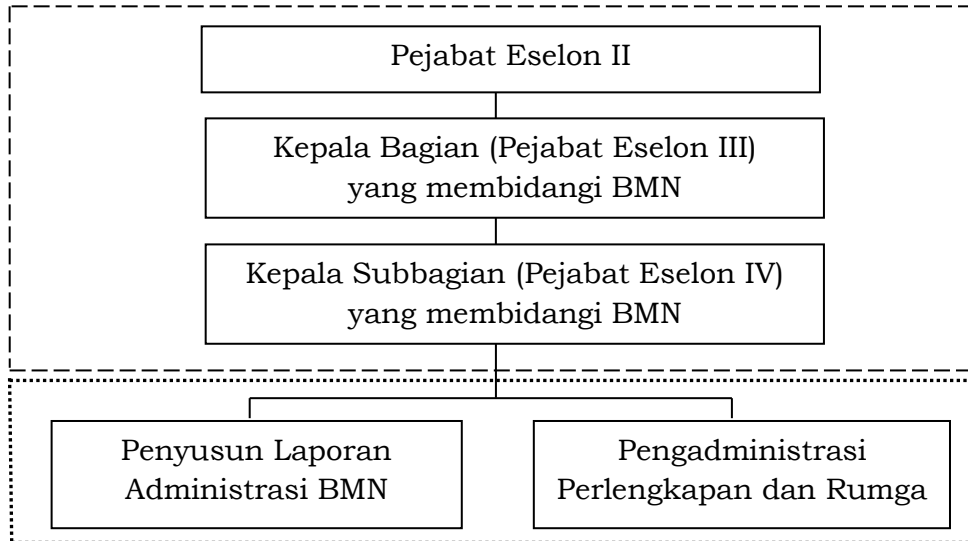 Pejabat Eselon II
Kepala Bagian (Pejabat Eselon III)
yang membidangi BMN
Kepala Subbagian (Pejabat Eselon IV)
yang membidangi BMN
Penyusun Laporan
Administrasi BMN
Pengadministrasi
Perlengkapan dan Rumga